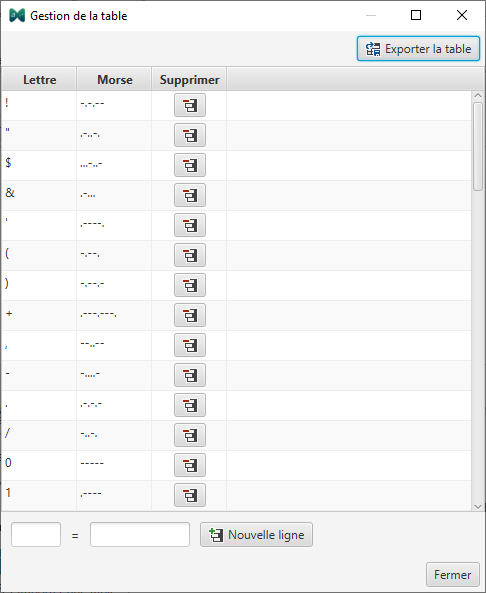 Gestion de la table
Exporter la table
Lettre Morse Supprimer
! -.-.--
" .-..-.
$ ...-..-
& .-...
' .----.
( -.--.
) -.--.-
+ .---.---.
, --..--
- -....-
. .-.-.-
/ -..-.
0 -----
1 .----
= Nouvelle ligne
Fermer